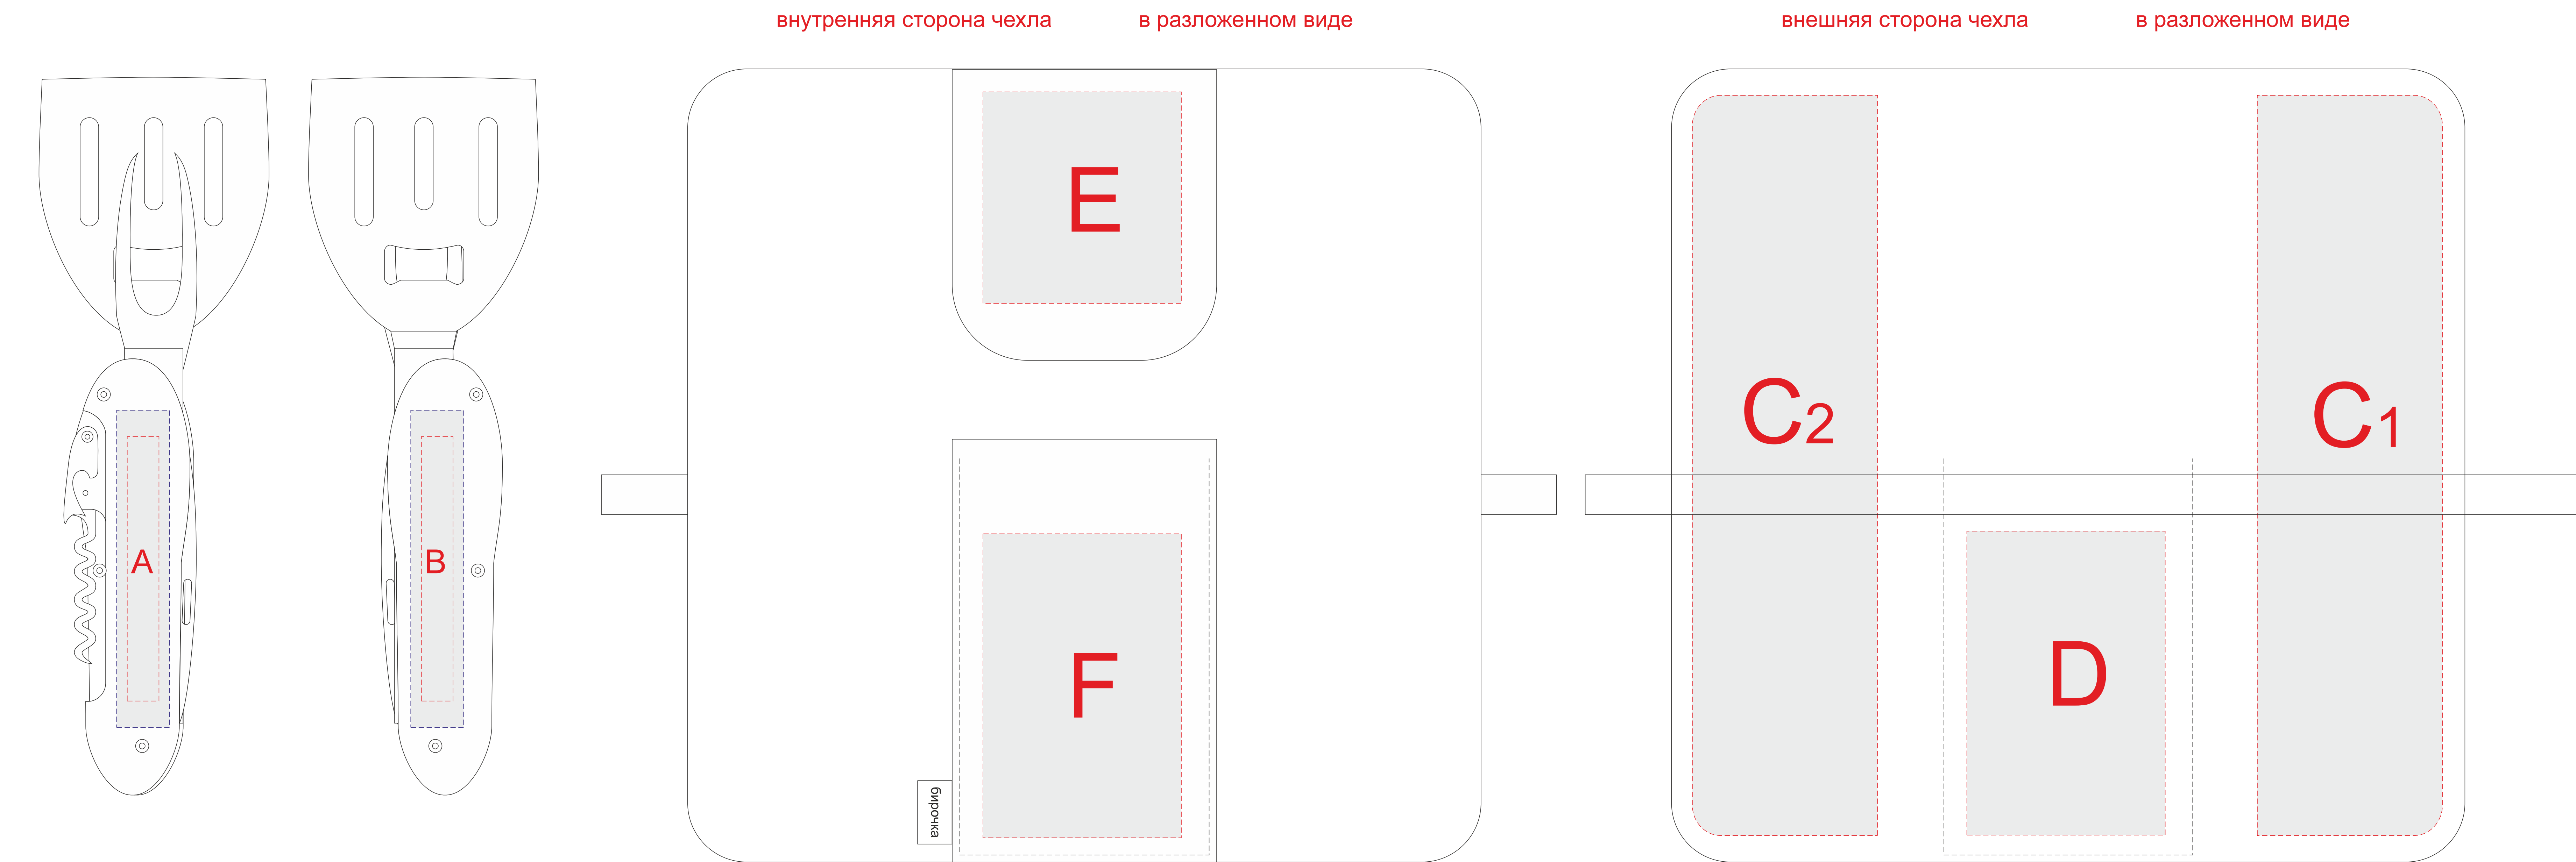 внутренняя сторона чехла в разложенном виде
внешняя сторона чехла в разложенном виде
E
C2
C1
A
B
F
D
бирочка